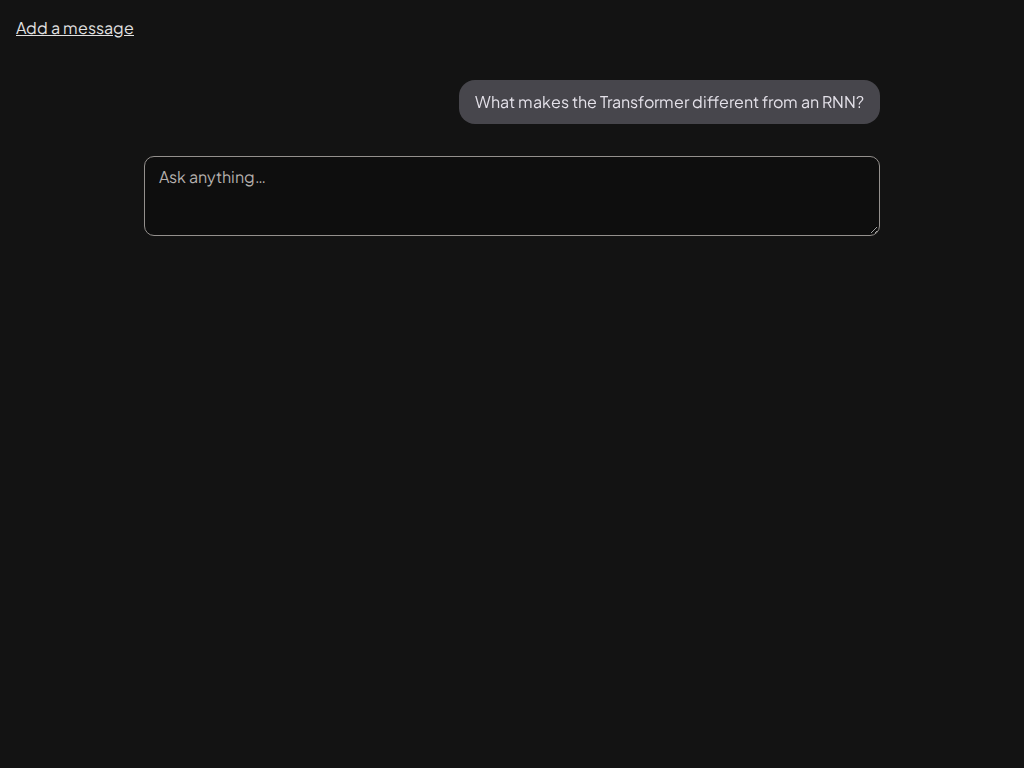 Add a message
What makes the Transformer different from an RNN?
Ask anything...